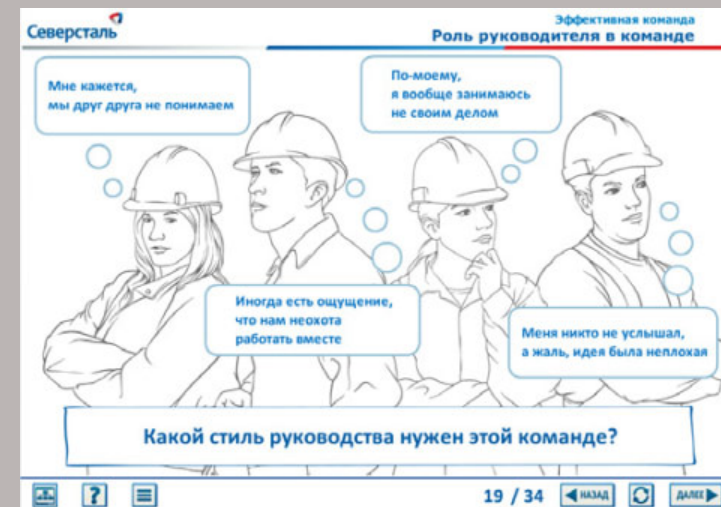 Северсталь
Эффективная команда
Роль руководителя в команде
Мне кажется,
мы друг друга не понимаем
По-моему,
я вообще занимаюсь
не своим делом
Иногда есть ощущение,
что нам неохота
работать вместе
Меня никто не услышал,
а жаль, идея была неплохая
Какой стиль руководства нужен этой команде?
?
19 / 34
НАЗАД
ДАЛЕЕ